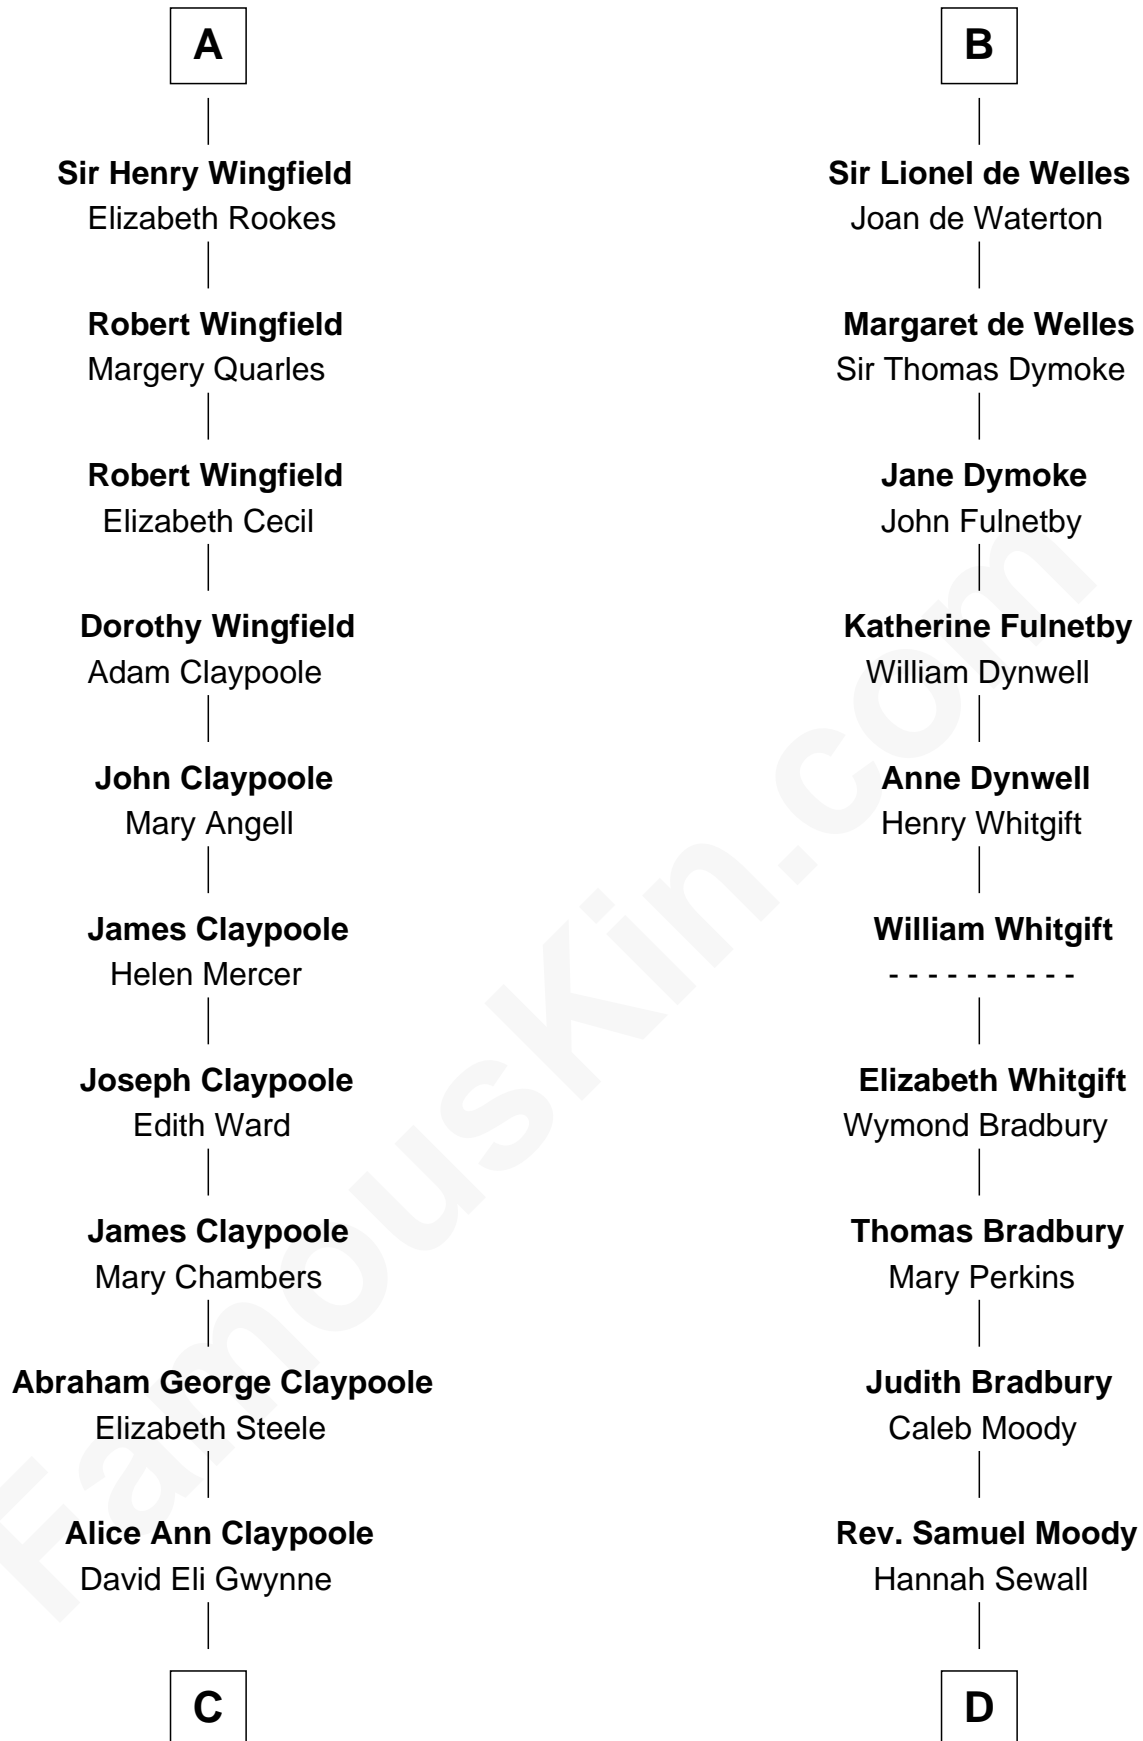 A
Sir Henry Wingfield
Elizabeth Rookes
Robert Wingfield
Margery Quarles
Robert Wingfield
Elizabeth Cecil
Dorothy Wingfield
Adam Claypoole
John Claypoole
Mary Angell
James Claypoole
Helen Mercer
Joseph Claypoole
Edith Ward
James Claypoole
Mary Chambers
Abraham George Claypoole
Elizabeth Steele
Alice Ann Claypoole
David Eli Gwynne
C
B
Sir Lionel de Welles
Joan de Waterton
Margaret de Welles
Sir Thomas Dymoke
Jane Dymoke
John Fulnetby
Katherine Fulnetby
William Dynwell
Anne Dynwell
Henry Whitgift
William Whitgift
- - - - - - - - - -
Elizabeth Whitgift
Wymond Bradbury
Thomas Bradbury
Mary Perkins
Judith Bradbury
Caleb Moody
Rev. Samuel Moody
Hannah Sewall
D
FamousKin.com